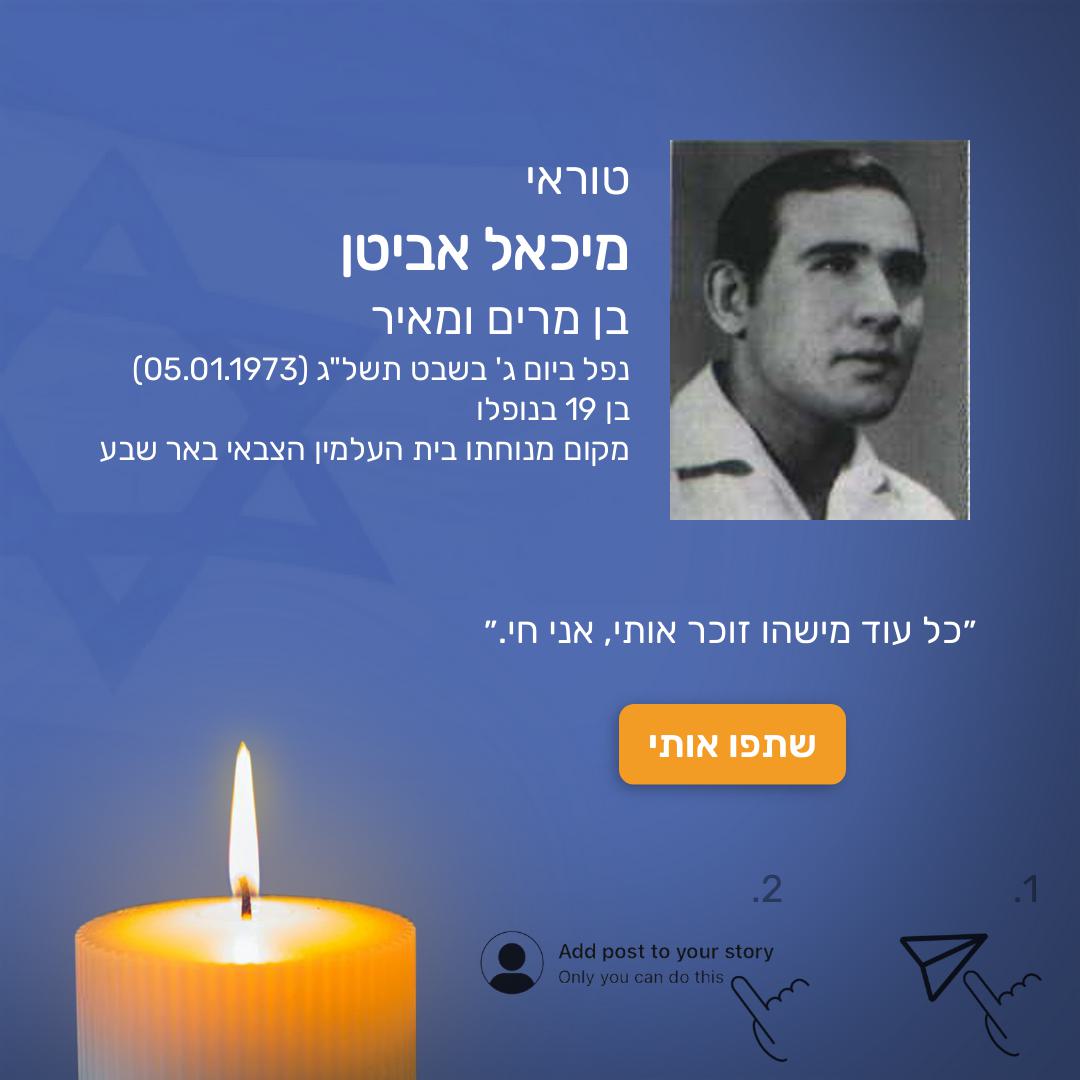 טוראי
מיכאל אביטן
בן מרים ומאיר
נפל ביום ג' בשבט תשל"ג (05.01.1973)
בן 19 בנופלו
מקום מנוחתו בית העלמין הצבאי באר שבע
״כל עוד מישהו זוכר אותי, אני חי.״
שתפו אותי
1.
2.
Add post to your story
Only you can do this